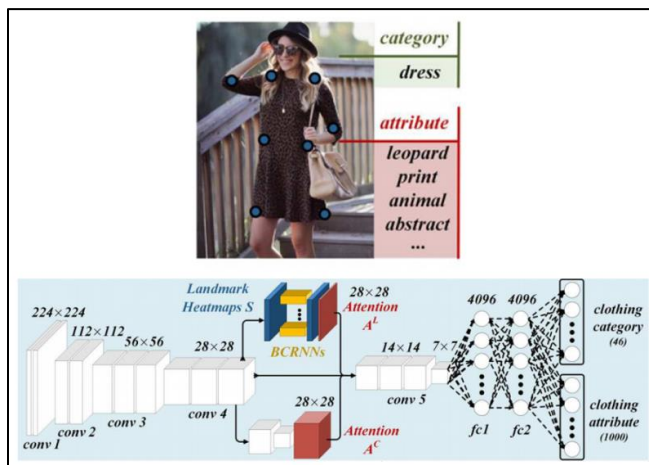 category
dress
attribute
leopard
print
animal
abstract
...
224×224
112×112
56×56
28×28
Landmark
Heatmaps S
BCRNNs
28×28
Attention
A^L
28×28
Attention
A^C
14×14
7×7
4096 4096
conv 1
conv 2
conv 3
conv 4
conv 5
fc1 fc2
clothing
category
(46)
clothing
attribute
(1000)